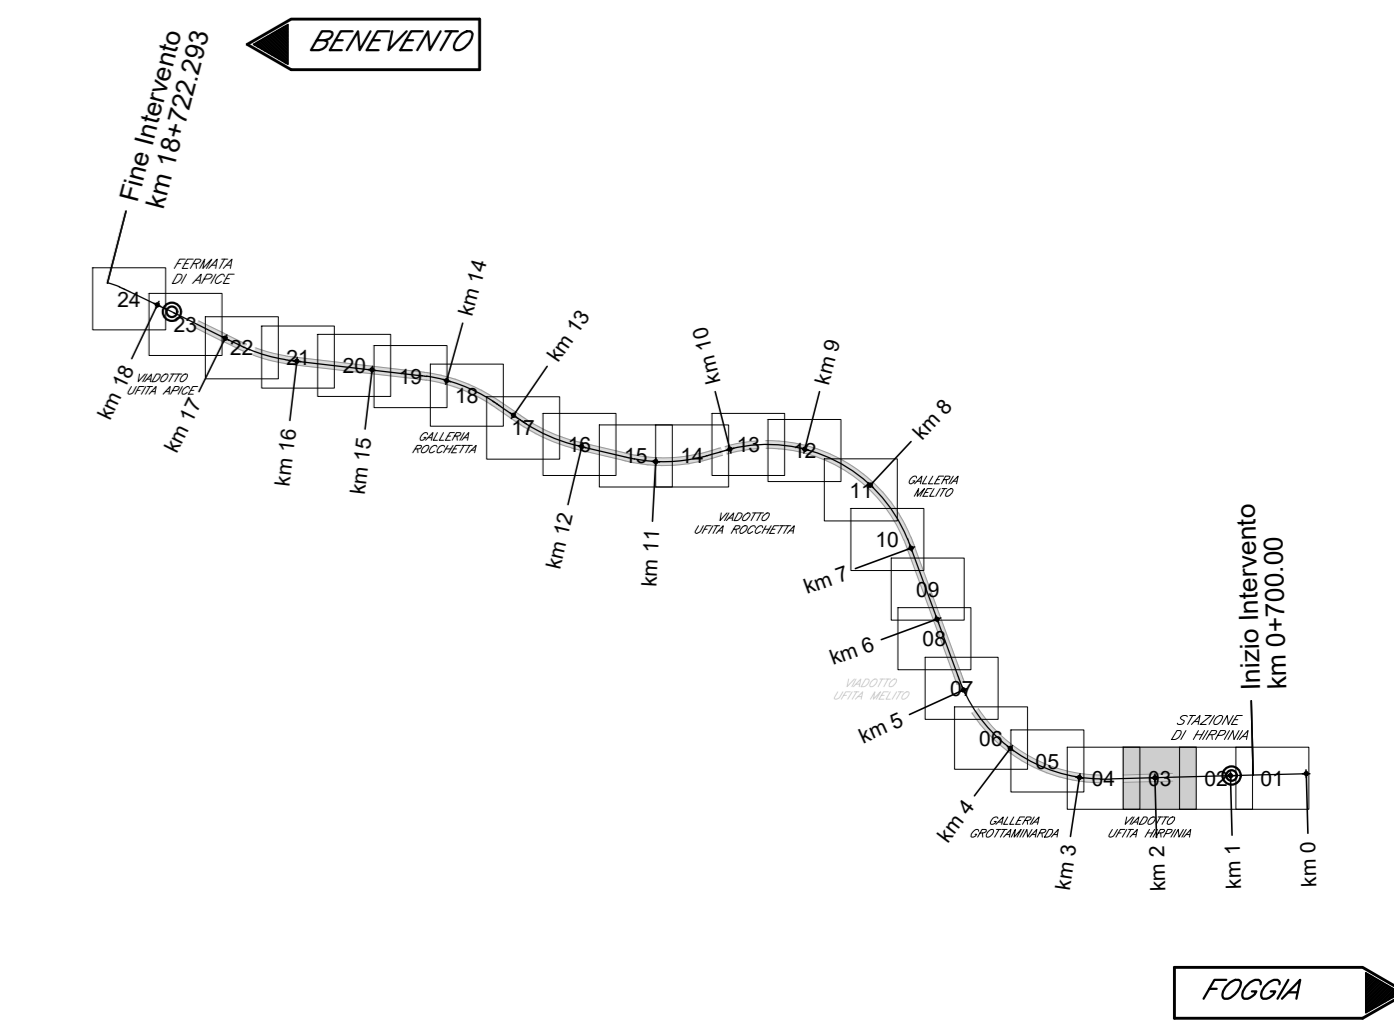 BENEVENTO
Fine Intervento
km 18+722.293
FERMATA
DI APICE
24
23
22
21
20
19
18
17
16
15
14
13
12
11
10
09
08
07
06
05
04
03
02
01
km 18
VIADOTTO
UFITA APICE
km 17
km 16
km 15
km 14
GALLERIA
ROCCHETTA
km 13
km 12
km 11
VIADOTTO
UFITA ROCCHETTA
km 10
km 9
km 8
GALLERIA
MELITO
km 7
km 6
VIADOTTO
UFITA MELITO
km 5
km 4
GALLERIA
GROTTAMINARDA
km 3
VIADOTTO
UFITA HIRPINIA
km 2
STAZIONE
DI HIRPINIA
km 1
Inizio Intervento
km 0+700.00
km 0
FOGGIA